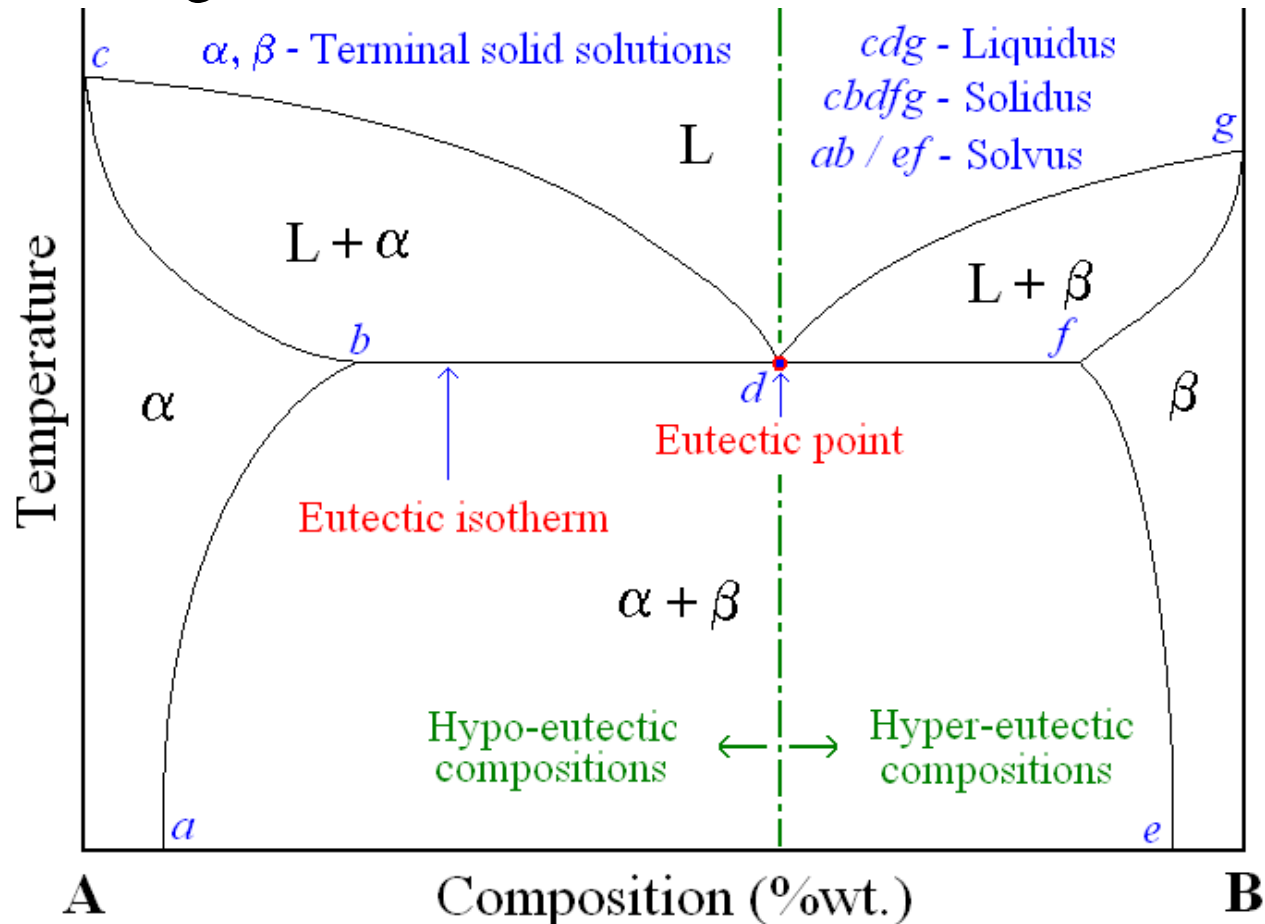 c
α, β - Terminal solid solutions
cdg - Liquidus
cbdfg - Solidus
ab / ef - Solvus
L
g
L + α
L + β
b
f
d
α
β
Eutectic point
Eutectic isotherm
α + β
Hypo-eutectic
compositions
Hyper-eutectic
compositions
a
e
Temperature
A
Composition (%wt.)
B